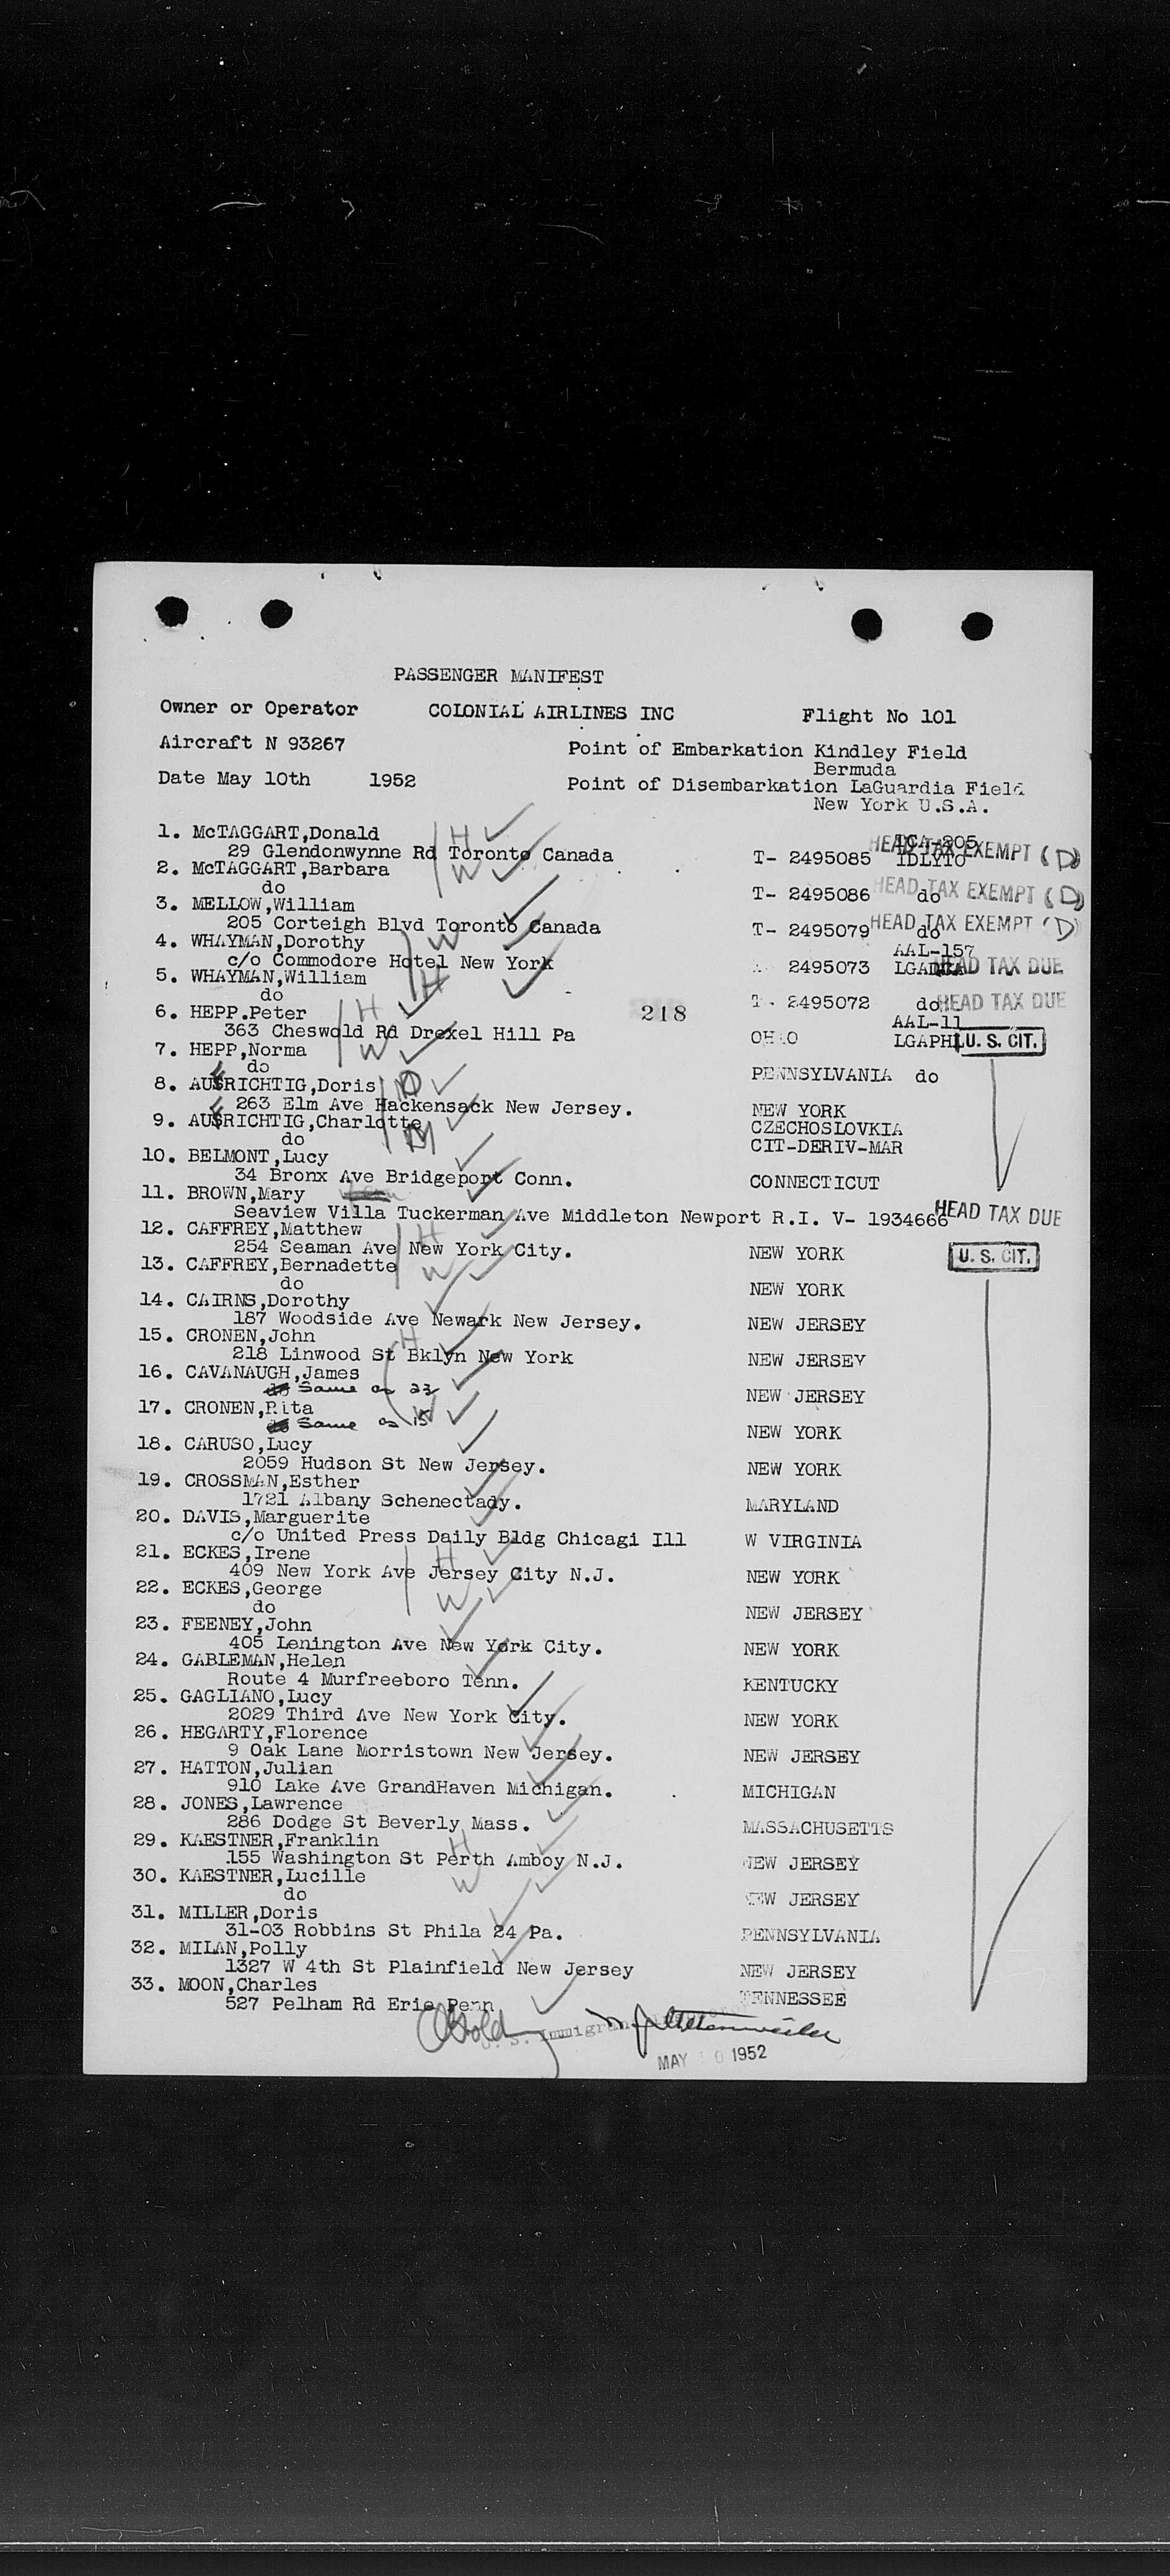 PASSENGER MANIFEST
Owner or Operator COLONIAL AIRLINES INC Flight No 101
Aircraft N 93267 Point of Embarkation Kindley Field
Bermuda
Date May 10th 1952 Point of Disembarkation LaGuardia Field
New York U.S.A.
1. McTAGGART,Donald H
29 Glendonwynne Rd Toronto Canada T- 2495085 IDLYTO HEAD TAX EXEMPT (D)
2. McTAGGART,Barbara W
do T- 2495086 do HEAD TAX EXEMPT (D)
3. MELLOW,William
205 Corteigh Blvd Toronto Canada T- 2495079 do HEAD TAX EXEMPT (D)
4. WHAYMAN,Dorothy W AAL-157
c/o Commodore Hotel New York 2495073 HEAD TAX DUE
5. WHAYMAN,William H
do 2495072 do HEAD TAX DUE
6. HEPP.Peter H 218 AAL-11
363 Cheswold Rd Drexel Hill Pa OHIO LGAPHL U. S. CIT.
7. HEPP,Norma W
do PENNSYLVANIA do
8. AUFRICHTIG,Doris D
263 Elm Ave Hackensack New Jersey. NEW YORK
9. AUFRICHTIG,Charlotte M CZECHOSLOVKIA
do CIT-DERIV-MAR
10. BELMONT,Lucy
34 Bronx Ave Bridgeport Conn. CONNECTICUT
11. BROWN,Mary
Seaview Villa Tuckerman Ave Middleton Newport R.I. V- 1934666 HEAD TAX DUE
12. CAFFREY,Matthew H
254 Seaman Ave New York City. NEW YORK U. S. CIT.
13. CAFFREY,Bernadette W
do NEW YORK
14. CAIRNS,Dorothy
187 Woodside Ave Newark New Jersey. NEW JERSEY
15. CRONEN,John H
218 Linwood St Bklyn New York NEW JERSEY
16. CAVANAUGH,James
Same as 23 NEW JERSEY
17. CRONEN,Rita W
Same as 15 NEW YORK
18. CARUSO,Lucy
2059 Hudson St New Jersey. NEW YORK
19. CROSSMAN,Esther
1721 Albany Schenectady. MARYLAND
20. DAVIS,Marguerite
c/o United Press Daily Bldg Chicagi Ill W VIRGINIA
21. ECKES,Irene H
409 New York Ave Jersey City N.J. NEW YORK
22. ECKES,George W
do NEW JERSEY
23. FEENEY,John
405 Lenington Ave New York City. NEW YORK
24. GABLEMAN,Helen
Route 4 Murfreeboro Tenn. KENTUCKY
25. GAGLIANO,Lucy
2029 Third Ave New York City. NEW YORK
26. HEGARTY,Florence
9 Oak Lane Morristown New Jersey. NEW JERSEY
27. HATTON,Julian
910 Lake Ave GrandHaven Michigan. MICHIGAN
28. JONES,Lawrence
286 Dodge St Beverly Mass. MASSACHUSETTS
29. KAESTNER,Franklin H
155 Washington St Perth Amboy N.J. NEW JERSEY
30. KAESTNER,Lucille W
do NEW JERSEY
31. MILLER,Doris
31-03 Robbins St Phila 24 Pa. PENNSYLVANIA
32. MILAN,Polly
1327 W 4th St Plainfield New Jersey NEW JERSEY
33. MOON,Charles
527 Pelham Rd Erie Penn TENNESSEE
MAY 10 1952